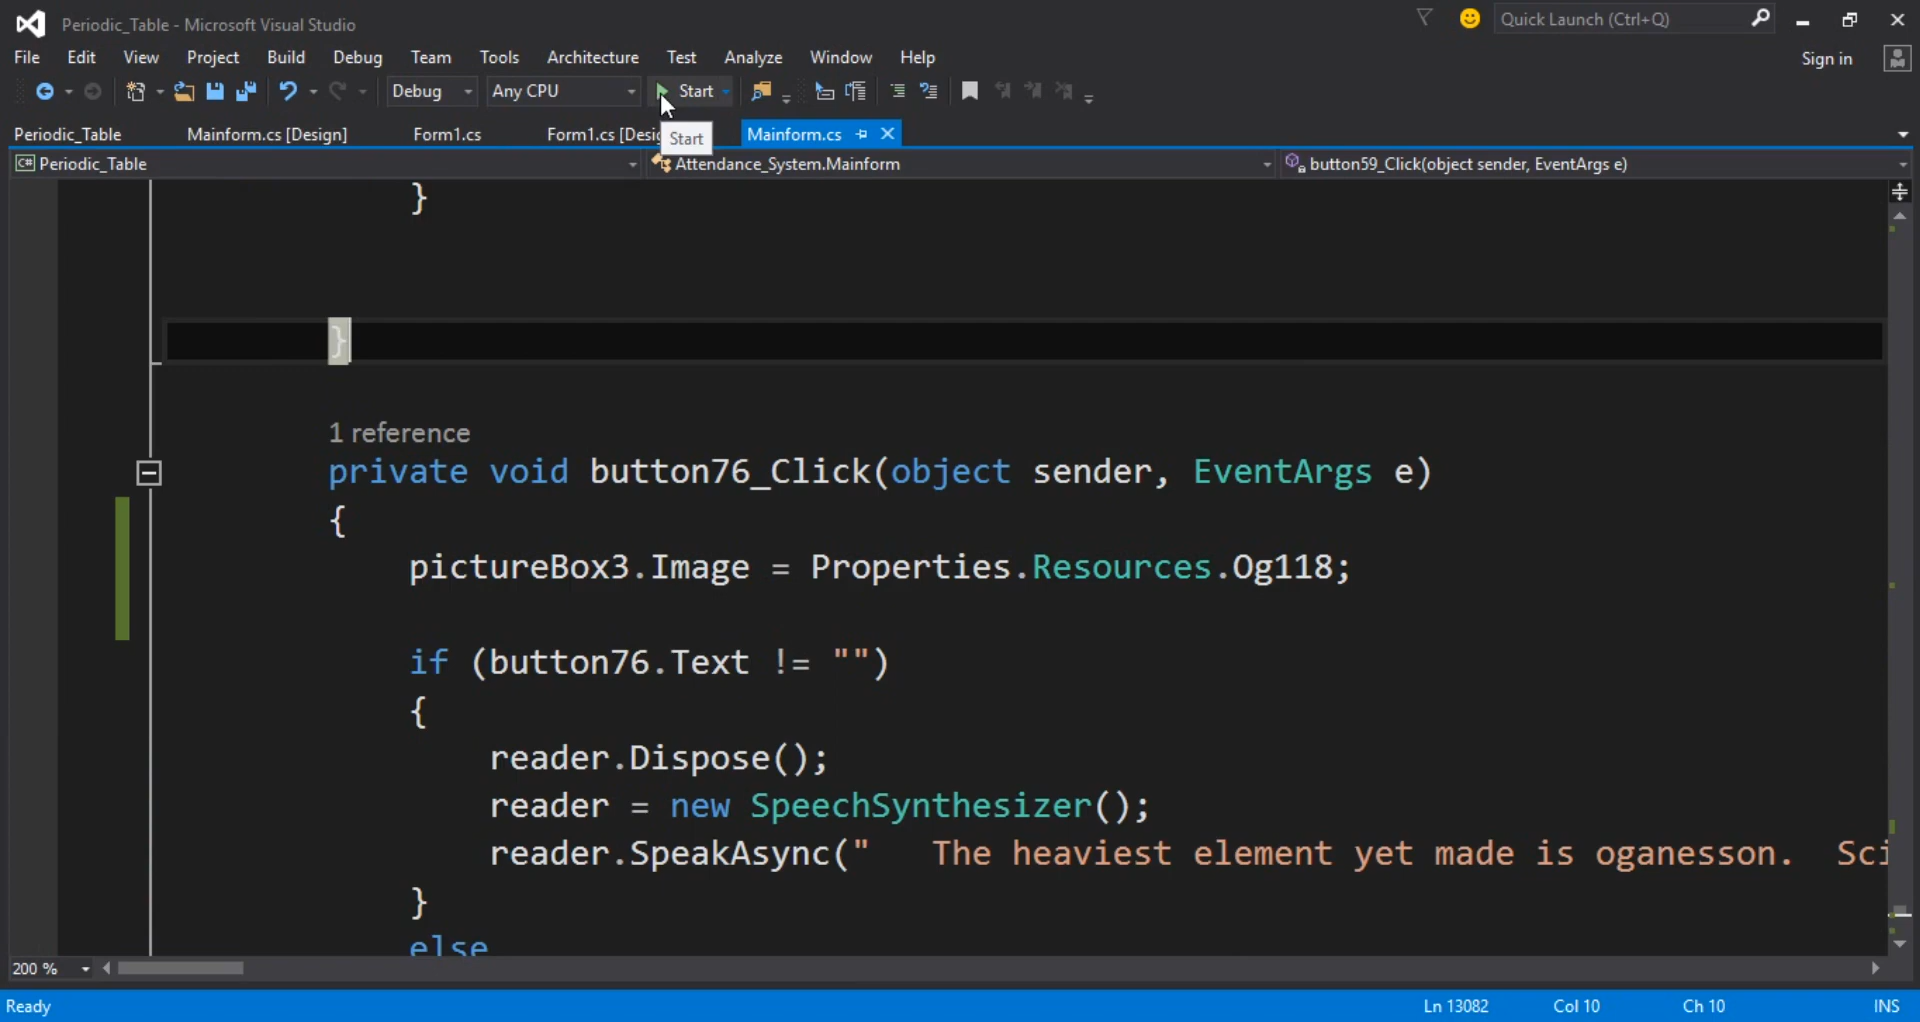 Periodic_Table - Microsoft Visual Studio
Quick Launch (Ctrl+Q)
File Edit View Project Build Debug Team Tools Architecture Test Analyze Window Help
Sign in
Debug Any CPU Start
Periodic_Table Mainform.cs [Design] Form1.cs Form1.cs [Desig Mainform.cs
Start
Periodic_Table Attendance_System.Mainform button59_Click(object sender, EventArgs e)
}
}
1 reference
private void button76_Click(object sender, EventArgs e)
{
pictureBox3.Image = Properties.Resources.Og118;
if (button76.Text != "")
{
reader.Dispose();
reader = new SpeechSynthesizer();
reader.SpeakAsync("   The heaviest element yet made is oganesson.  Sci
}
else
200 %
Ready Ln 13082 Col 10 Ch 10 INS